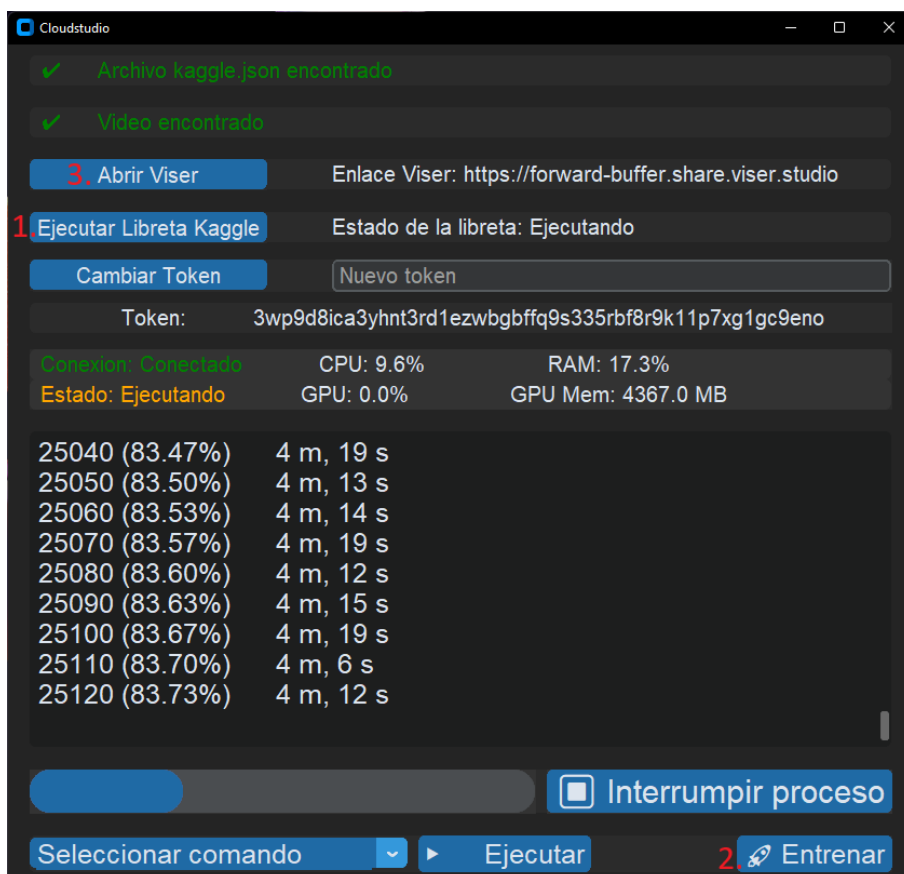 Cloudstudio
✔ Archivo kaggle.json encontrado
✔ Video encontrado
3. Abrir Viser Enlace Viser: https://forward-buffer.share.viser.studio
1. Ejecutar Libreta Kaggle Estado de la libreta: Ejecutando
Cambiar Token Nuevo token
Token: 3wp9d8ica3yhnt3rd1ezwbgbffq9s335rbf8r9k11p7xg1gc9eno
Conexion: Conectado CPU: 9.6% RAM: 17.3%
Estado: Ejecutando GPU: 0.0% GPU Mem: 4367.0 MB
25040 (83.47%) 4 m, 19 s
25050 (83.50%) 4 m, 13 s
25060 (83.53%) 4 m, 14 s
25070 (83.57%) 4 m, 19 s
25080 (83.60%) 4 m, 12 s
25090 (83.63%) 4 m, 15 s
25100 (83.67%) 4 m, 19 s
25110 (83.70%) 4 m, 6 s
25120 (83.73%) 4 m, 12 s
Interrumpir proceso
Seleccionar comando Ejecutar 2. Entrenar